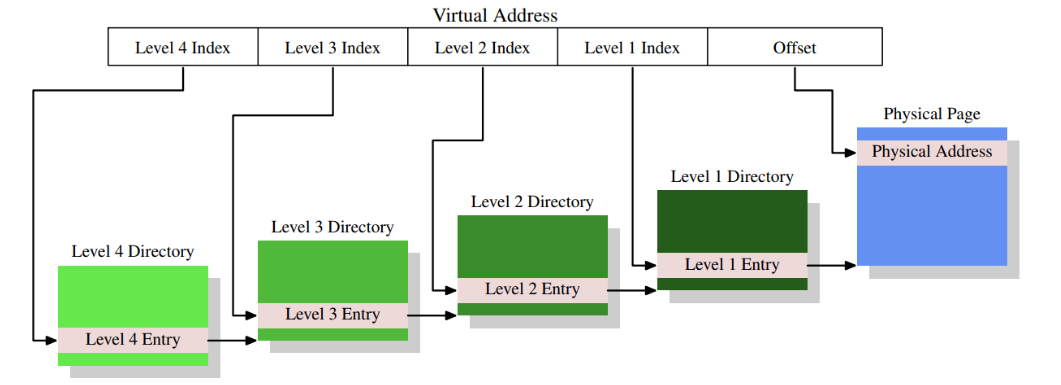 Virtual Address
Level 4 Index Level 3 Index Level 2 Index Level 1 Index Offset
Physical Page
Physical Address
Level 1 Directory
Level 2 Directory
Level 3 Directory
Level 4 Directory
Level 1 Entry
Level 2 Entry
Level 3 Entry
Level 4 Entry